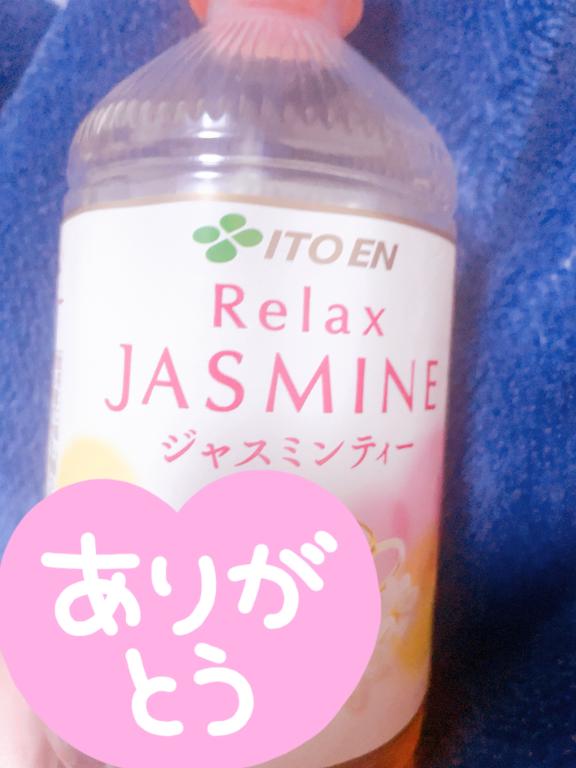 ITO EN
Relax
JASMINE
ジャスミンティー
ありが
とう